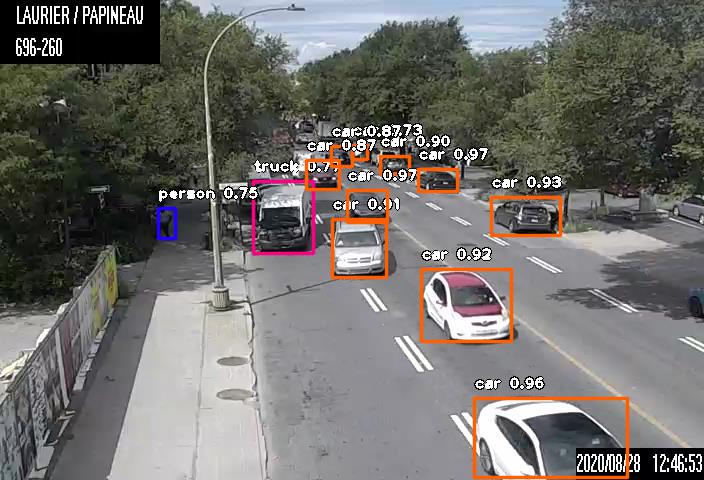 LAURIER / PAPINEAU
696-260
car 0.87
0.73
car 0.90
car 0.87
car 0.97
truck 0.7
car 0.97
person 0.75
car 0.93
car 0.91
car 0.92
car 0.96
2020/08/28 12:46:53